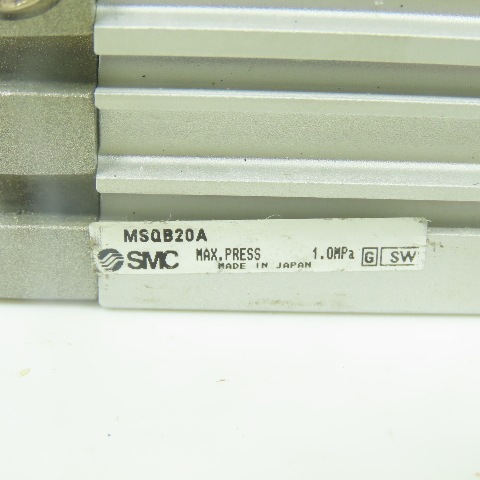 MSQB20A
SMC MAX.PRESS 1.0MPa G SW
MADE IN JAPAN